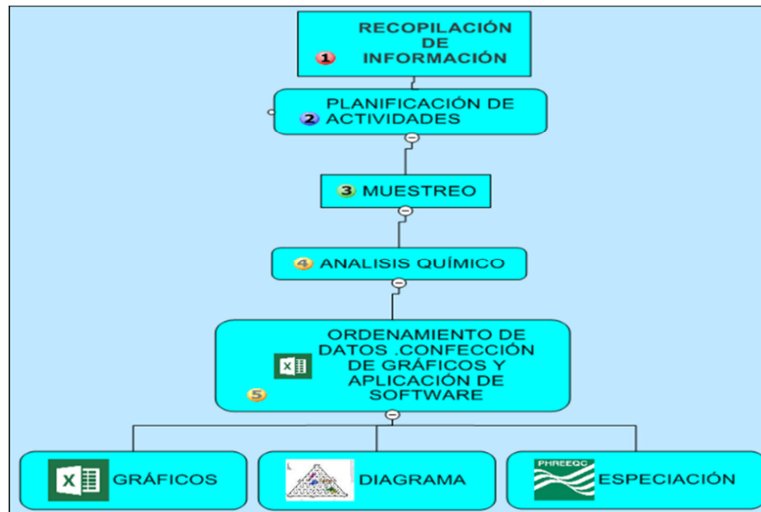 RECOPILACIÓN
DE
INFORMACIÓN
1
PLANIFICACIÓN DE
ACTIVIDADES
2
3 MUESTREO
4 ANALISIS QUÍMICO
ORDENAMIENTO DE
DATOS .CONFECCIÓN
DE GRÁFICOS Y
APLICACIÓN DE
SOFTWARE
5
GRÁFICOS
L
DIAGRAMA
PHREEQC
ESPECIACIÓN